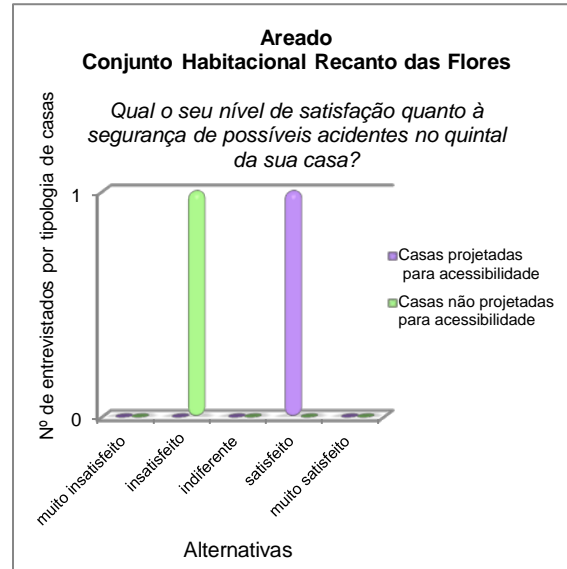 Areado
Conjunto Habitacional Recanto das Flores
Qual o seu nível de satisfação quanto à
segurança de possíveis acidentes no quintal
da sua casa?
Nº de entrevistados por tipologia de casas
1
0
muito insatisfeito
insatisfeito
indiferente
satisfeito
muito satisfeito
Alternativas
Casas projetadas
para acessibilidade
Casas não projetadas
para acessibilidade